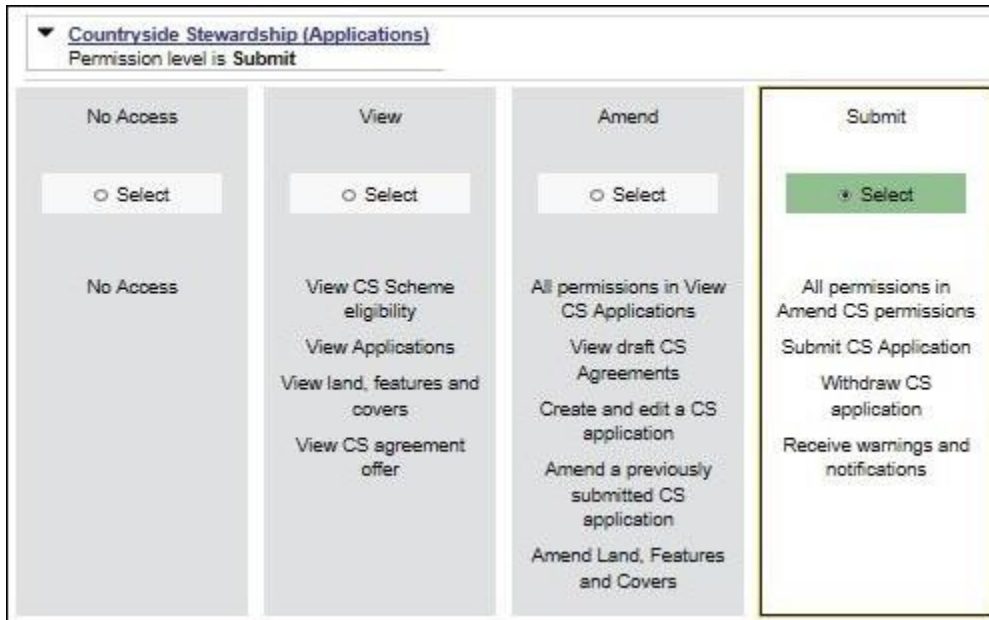 Countryside Stewardship (Applications)
Permission level is Submit
No Access
Select
No Access
View
Select
View CS Scheme
eligibility
View Applications
View land, features and
covers
View CS agreement
offer
Amend
Select
All permissions in View
CS Applications
View draft CS
Agreements
Create and edit a CS
application
Amend a previously
submitted CS
application
Amend Land, Features
and Covers
Submit
Select
All permissions in
Amend CS permissions
Submit CS Application
Withdraw CS
application
Receive warnings and
notifications